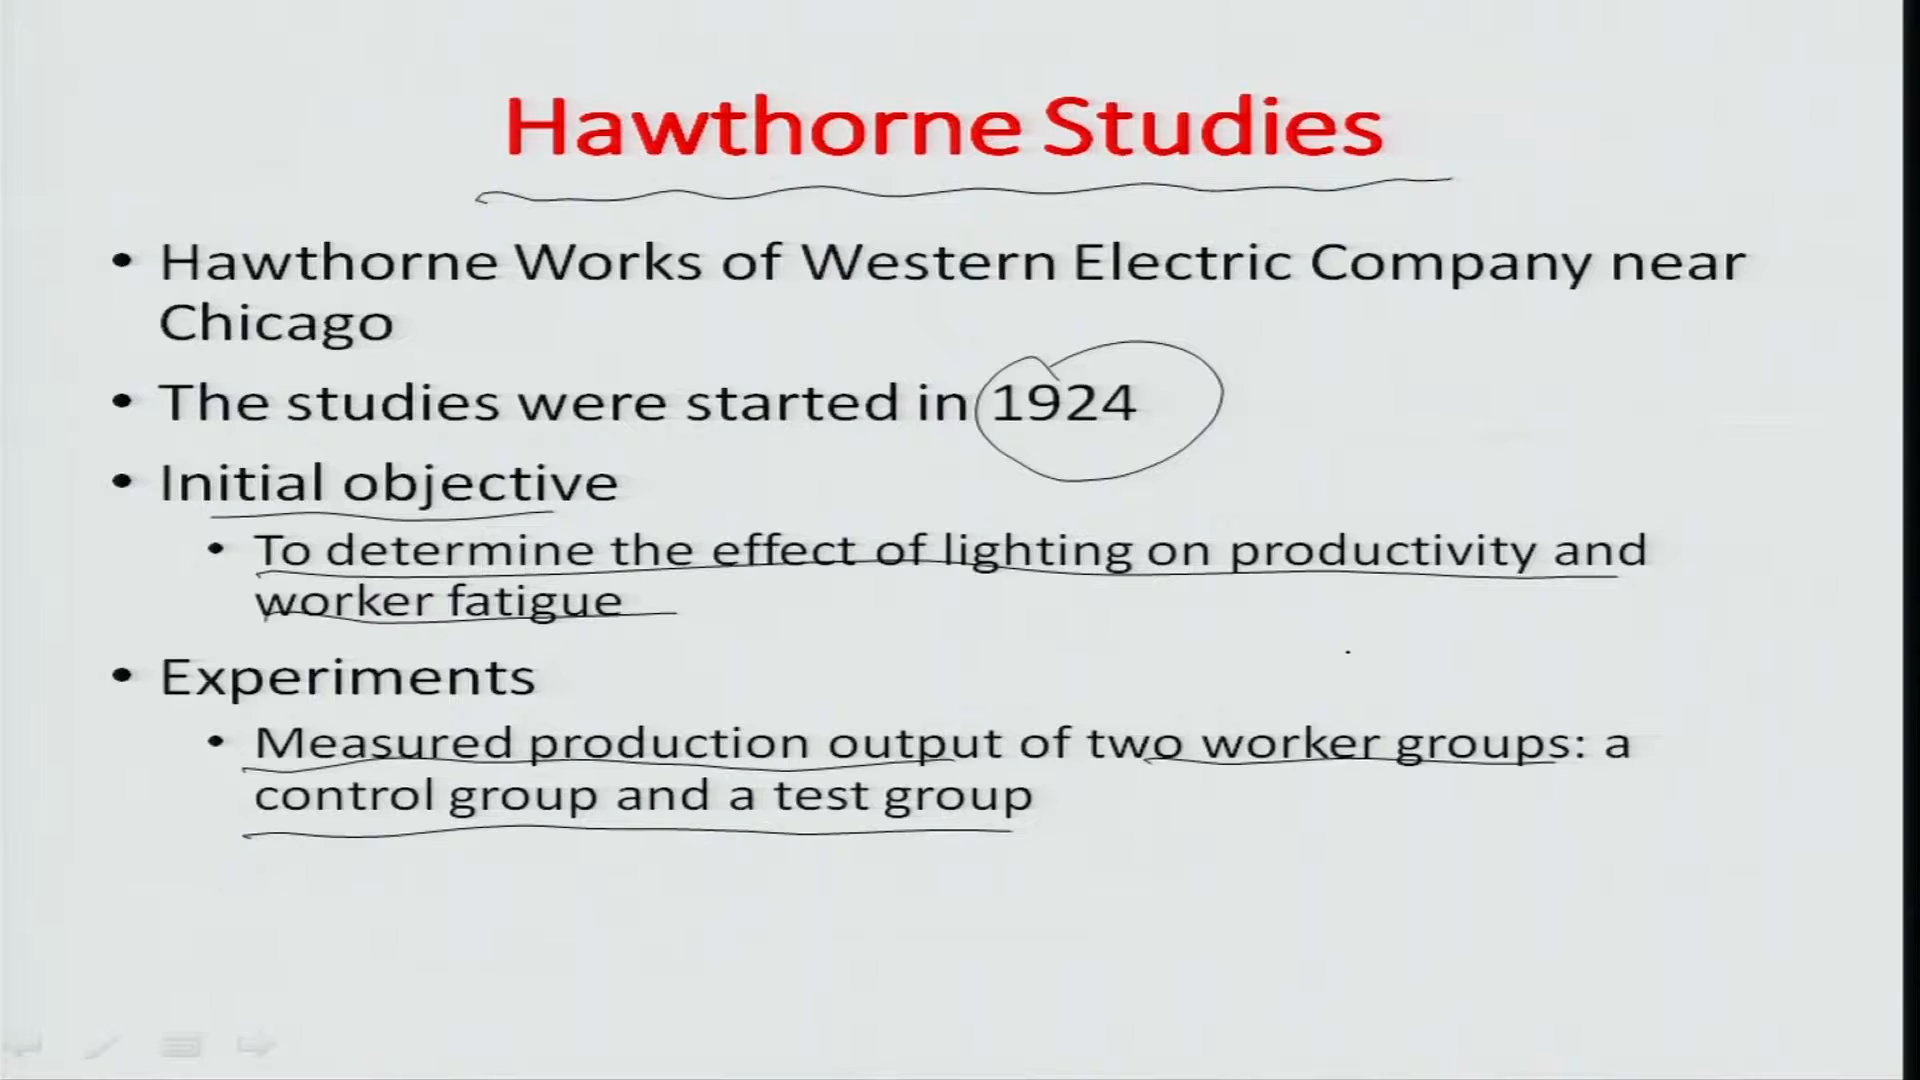 Hawthorne Studies
• Hawthorne Works of Western Electric Company near
Chicago
• The studies were started in 1924
• Initial objective
• To determine the effect of lighting on productivity and
worker fatigue
• Experiments
• Measured production output of two worker groups: a
control group and a test group